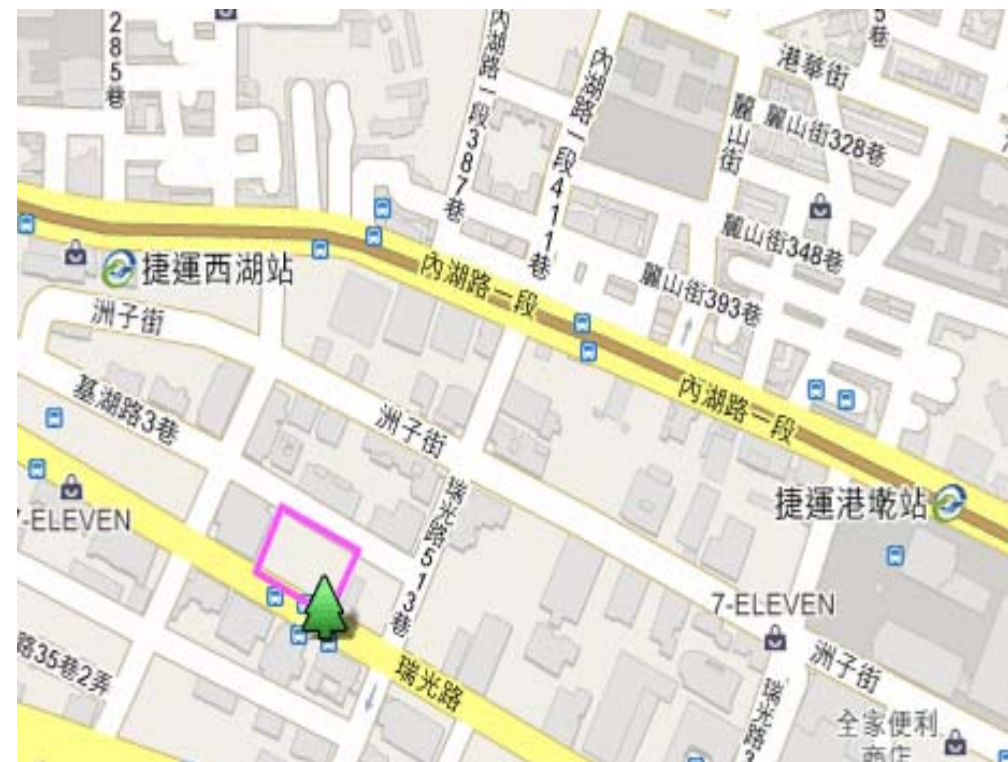 285巷
內湖路一段387巷
內湖路一段411巷
5巷
港華街
麗山街328巷
麗山街
麗山街348巷
捷運西湖站
內湖路一段
麗山街393巷
洲子街
基湖路3巷
洲子街
內湖路一段
捷運港墘站
7-ELEVEN
瑞光路513巷
7-ELEVEN
路35巷2弄
瑞光路
洲子街
瑞光路3
全家便利
商店